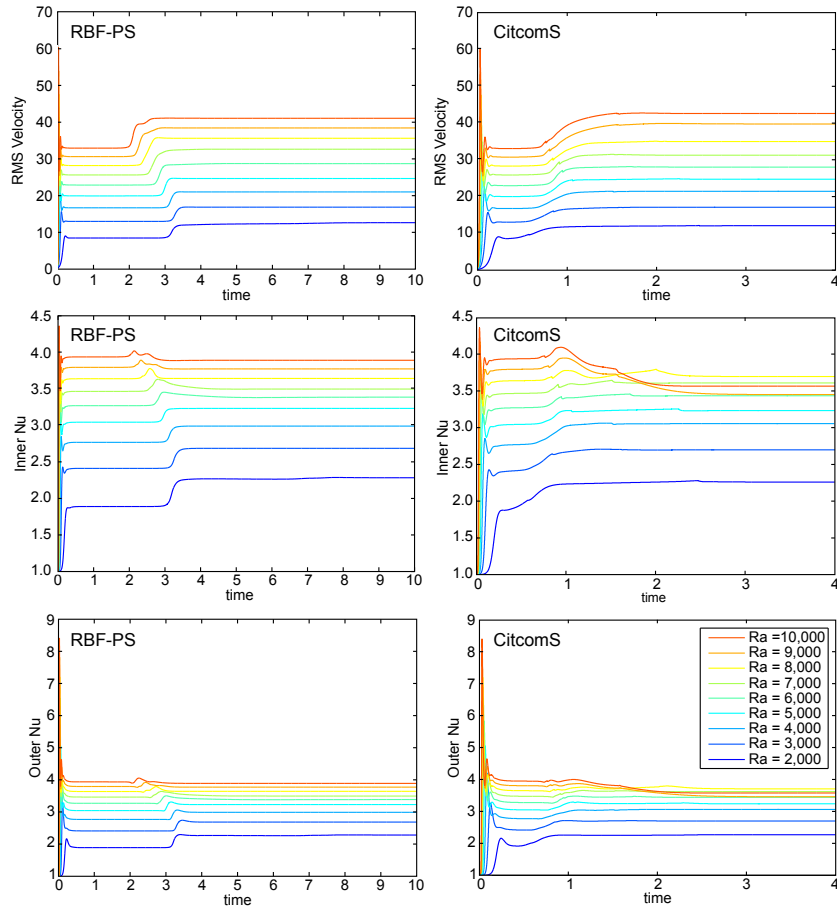 RBF-PS
RMS Velocity
70
60
50
40
30
20
10
0
0 1 2 3 4 5 6 7 8 9 10
time
CitcomS
RMS Velocity
70
60
50
40
30
20
10
0
0 1 2 3 4
time
RBF-PS
Inner Nu
4.5
4.0
3.5
3.0
2.5
2.0
1.5
1.0
0 1 2 3 4 5 6 7 8 9 10
time
CitcomS
Inner Nu
4.5
4.0
3.5
3.0
2.5
2.0
1.5
1.0
0 1 2 3 4
time
RBF-PS
Outer Nu
9
8
7
6
5
4
3
2
1
0 1 2 3 4 5 6 7 8 9 10
time
CitcomS
Outer Nu
9
8
7
6
5
4
3
2
1
0 1 2 3 4
time
Ra =10,000
Ra = 9,000
Ra = 8,000
Ra = 7,000
Ra = 6,000
Ra = 5,000
Ra = 4,000
Ra = 3,000
Ra = 2,000